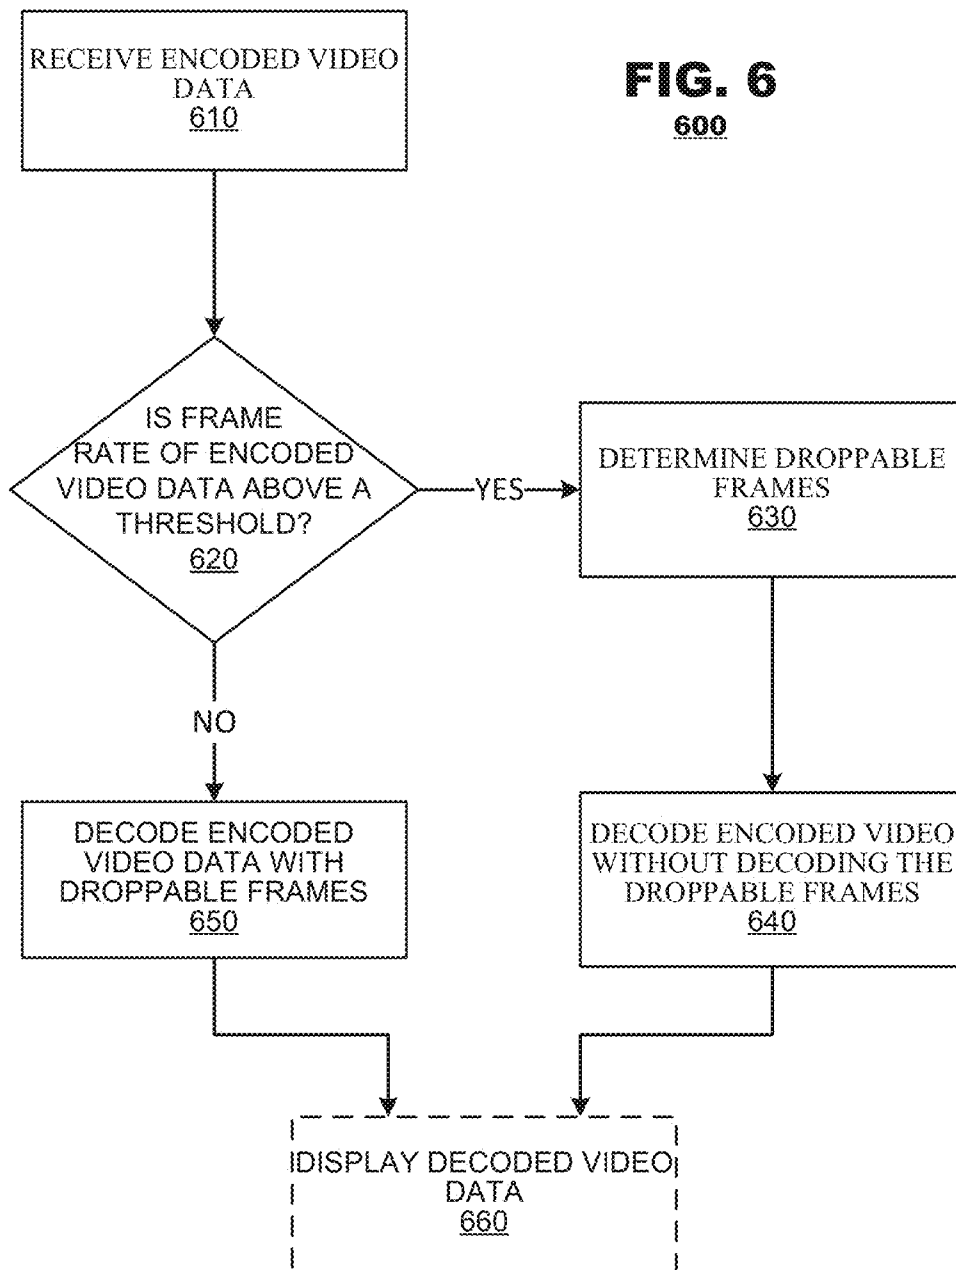 RECEIVE ENCODED VIDEO
DATA
610
FIG. 6
600
IS FRAME
RATE OF ENCODED
VIDEO DATA ABOVE A
THRESHOLD?
620
YES
DETERMINE DROPPABLE
FRAMES
630
NO
DECODE ENCODED
VIDEO DATA WITH
DROPPABLE FRAMES
650
DECODE ENCODED VIDEO
WITHOUT DECODING THE
DROPPABLE FRAMES
640
DISPLAY DECODED VIDEO
DATA
660